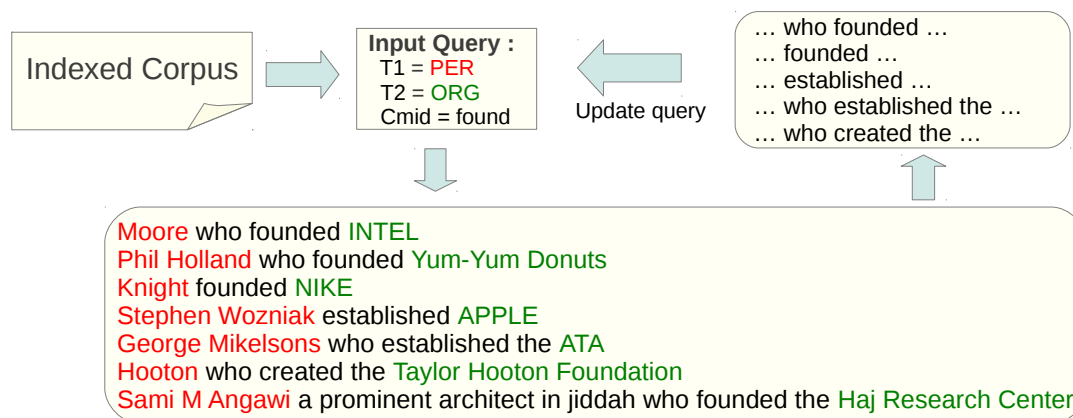 Indexed Corpus
Input Query :
T1 = PER
T2 = ORG
Cmid = found
Update query
... who founded ...
... founded ...
... established ...
... who established the ...
... who created the ...
Moore who founded INTEL
Phil Holland who founded Yum-Yum Donuts
Knight founded NIKE
Stephen Wozniak established APPLE
George Mikelsons who established the ATA
Hooton who created the Taylor Hooton Foundation
Sami M Angawi a prominent architect in jiddah who founded the Haj Research Center